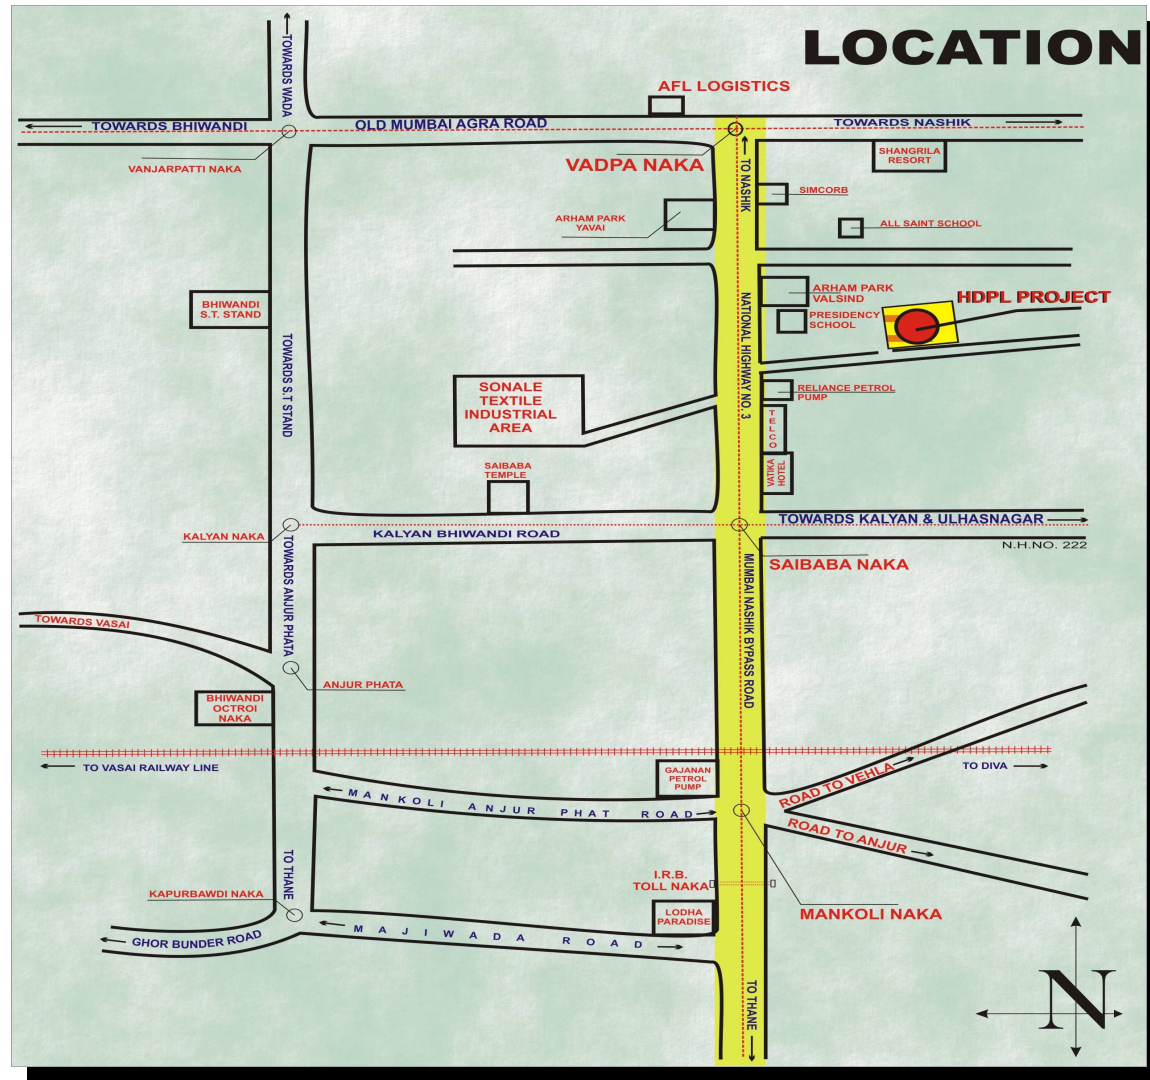 LOCATION
TOWARDS WADA
AFL LOGISTICS
TOWARDS BHIWANDI
OLD MUMBAI AGRA ROAD
TOWARDS NASHIK
VANJARPATTI NAKA
VADPA NAKA
TO NASHIK
SHANGRILA
RESORT
SIMCORB
ARHAM PARK
YAVAI
ALL SAINT SCHOOL
BHIWANDI
S.T. STAND
NATIONAL HIGHWAY NO. 3
ARHAM PARK
VALSIND
HDPL PROJECT
PRESIDENCY
SCHOOL
TOWARDS S.T STAND
SONALE
TEXTILE
INDUSTRIAL
AREA
RELIANCE PETROL
PUMP
TELCO
SAIBABA
TEMPLE
VATIKA
HOTEL
KALYAN NAKA
KALYAN BHIWANDI ROAD
TOWARDS KALYAN & ULHASNAGAR
N.H.NO. 222
SAIBABA NAKA
TOWARDS ANJUR PHATA
MUMBAI NASHIK BYPASS ROAD
TOWARDS VASAI
ANJUR PHATA
BHIWANDI
OCTROI
NAKA
TO VASAI RAILWAY LINE
GAJANAN
PETROL
PUMP
TO DIVA
MANKOLI ANJUR PHAT ROAD
ROAD TO VEHLA
ROAD TO ANJUR
TO THANE
I.R.B.
TOLL NAKA
KAPURBAWDI NAKA
LODHA
PARADISE
MANKOLI NAKA
GHOR BUNDER ROAD
MAJIWADA ROAD
TO THANE
N